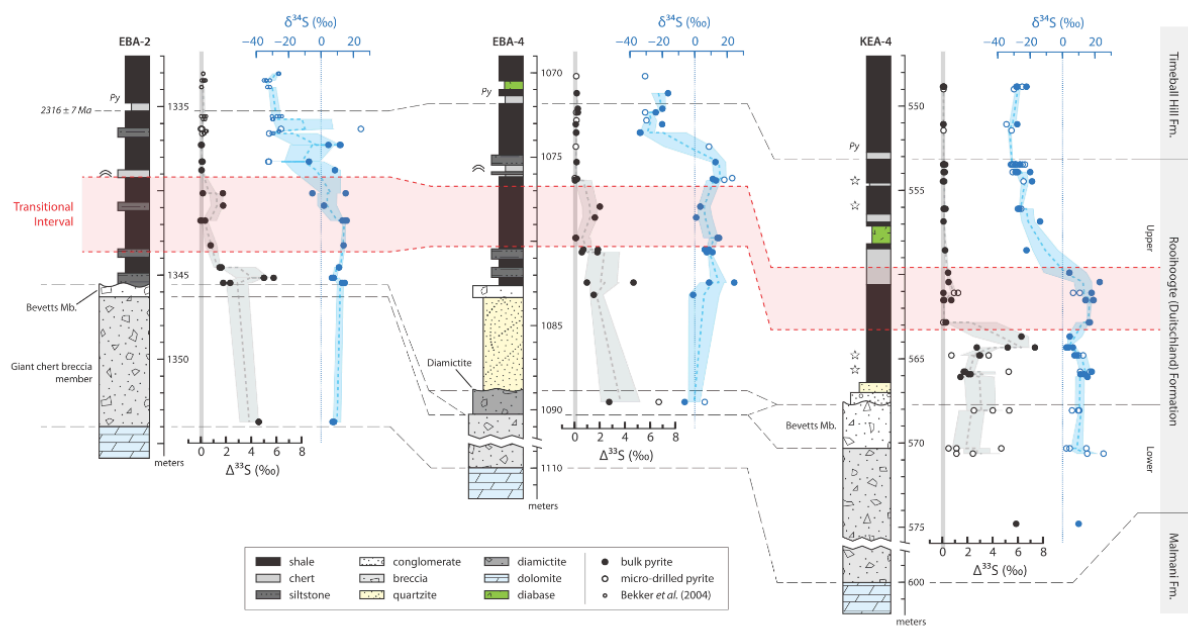 δ³⁴S (‰)
EBA-2
−40 −20 0 20
Py
2316 ± 7 Ma
1335
Transitional
Interval
1345
Bevetts Mb.
1350
Giant chert breccia
member
meters
0 2 4 6 8
Δ³³S (‰)
δ³⁴S (‰)
EBA-4
−40 −20 0 20
1070
Py
1075
1085
Diamictite
1090
0 2 4 6 8
Δ³³S (‰)
1110
meters
δ³⁴S (‰)
KEA-4
−40 −20 0 20
550
Py
555
565
Bevetts Mb.
570
575
0 2 4 6 8
Δ³³S (‰)
600
meters
Timeball Hill Fm.
Upper
Rooihoogte (Duitschland) Formation
Lower
Malmani Fm.
shale
chert
siltstone
conglomerate
breccia
quartzite
diamictite
dolomite
diabase
bulk pyrite
micro-drilled pyrite
Bekker et al. (2004)